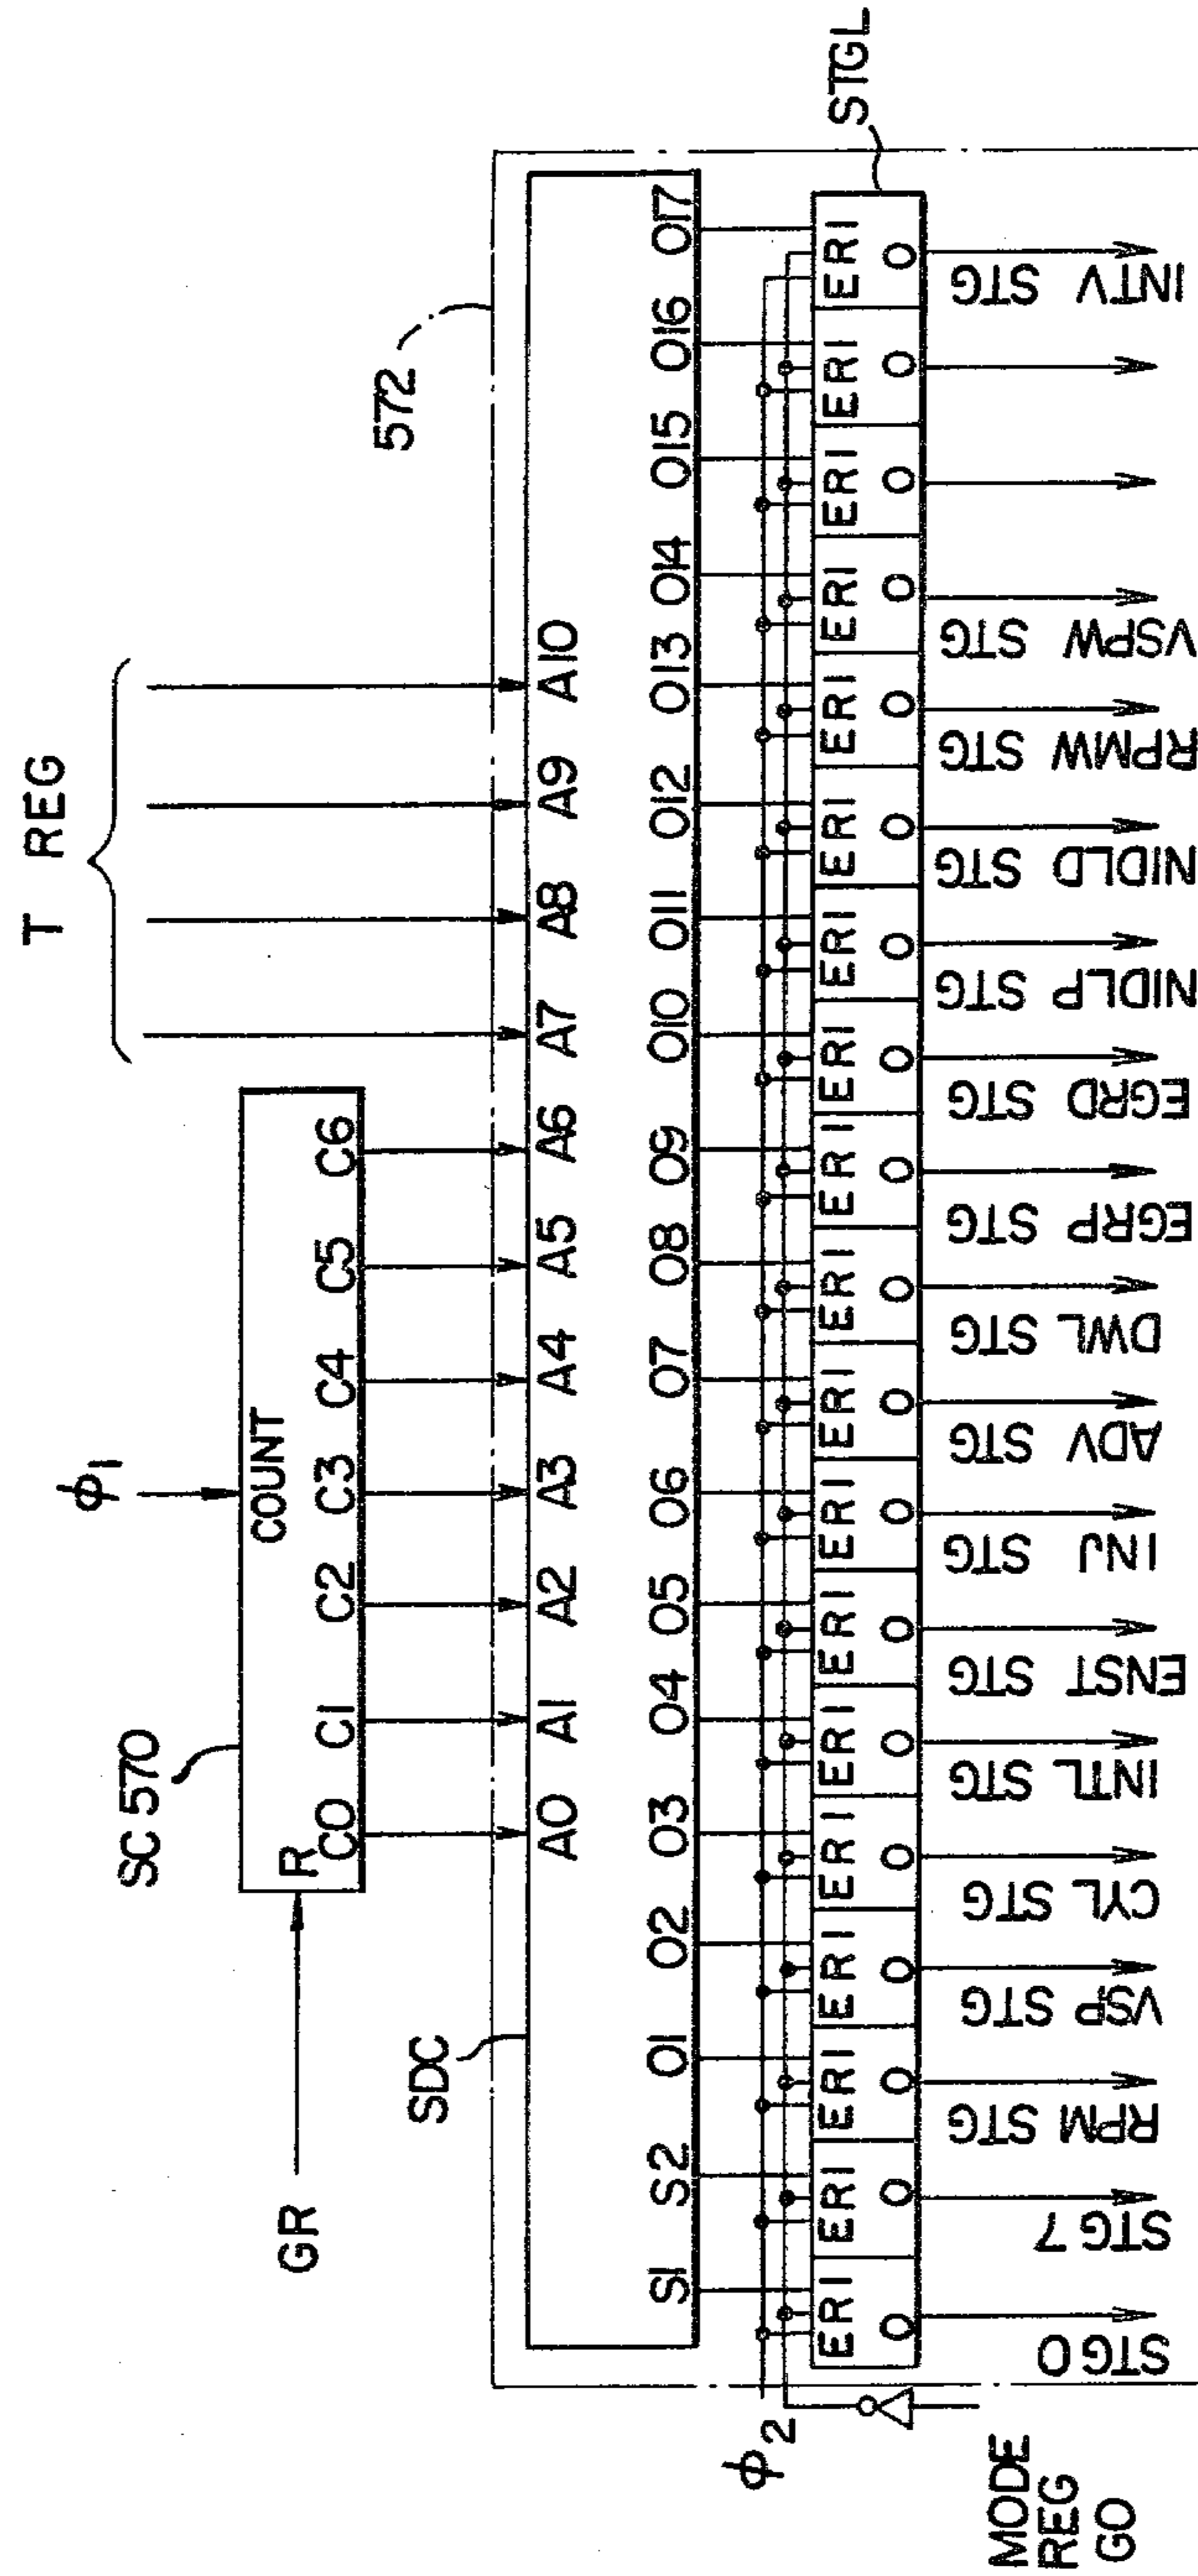 T REG
ϕ1
SC 570
COUNT
R
C0 C1 C2 C3 C4 C5 C6
GR
572
SDC
A0 A1 A2 A3 A4 A5 A6 A7 A8 A9 A10
S1 S2 O1 O2 O3 O4 O5 O6 O7 O8 O9 O10 O11 O12 O13 O14 O15 O16 O17
STGL
ϕ2
E R I E R I E R I E R I E R I E R I E R I E R I E R I E R I E R I E R I E R I E R I E R I E R I E R I E R I E R I
O O O O O O O O O O O O O O O O O O O
MODE
REG
GO
STG 0
STG 7
RPM STG
VSP STG
CYL STG
INTL STG
ENST STG
INJ STG
ADV STG
DWL STG
EGRP STG
EGRD STG
NIDLP STG
NIDLD STG
RPMW STG
VSPW STG
INTV STG